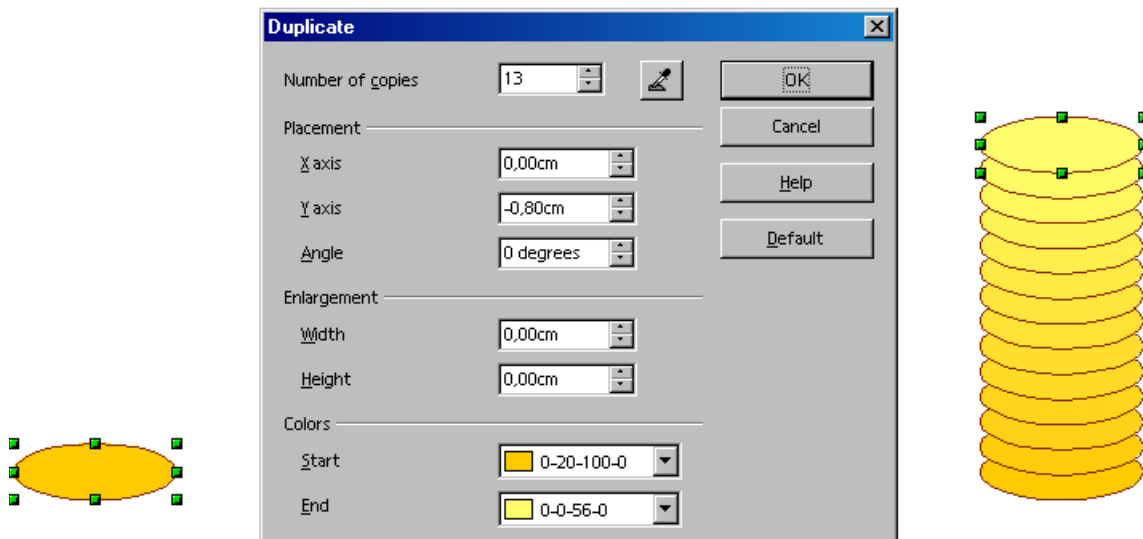 Duplicate
Number of copies 13 OK
Placement Cancel
X axis 0,00cm
Help
Y axis -0,80cm
Default
Angle 0 degrees
Enlargement
Width 0,00cm
Height 0,00cm
Colors
Start 0-20-100-0
End 0-0-56-0